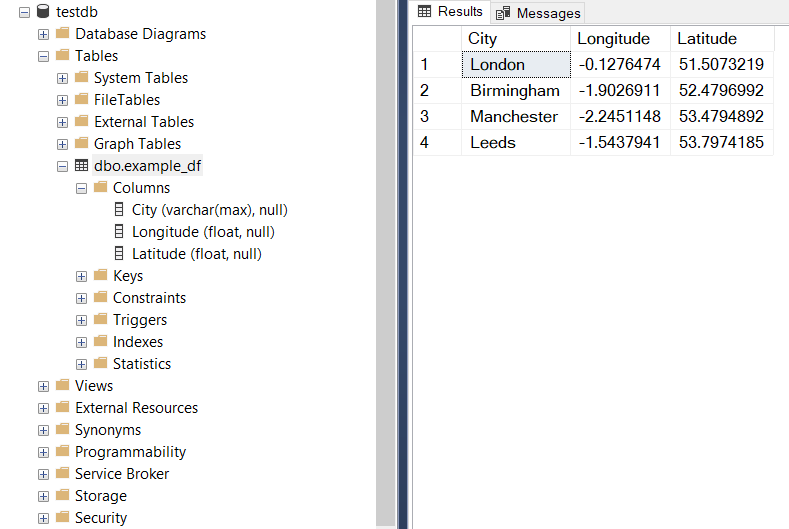 testdb
Database Diagrams
Tables
System Tables
FileTables
External Tables
Graph Tables
dbo.example_df
Columns
City (varchar(max), null)
Longitude (float, null)
Latitude (float, null)
Keys
Constraints
Triggers
Indexes
Statistics
Views
External Resources
Synonyms
Programmability
Service Broker
Storage
Security
Results Messages
City Longitude Latitude
1 London -0.1276474 51.5073219
2 Birmingham -1.9026911 52.4796992
3 Manchester -2.2451148 53.4794892
4 Leeds -1.5437941 53.7974185